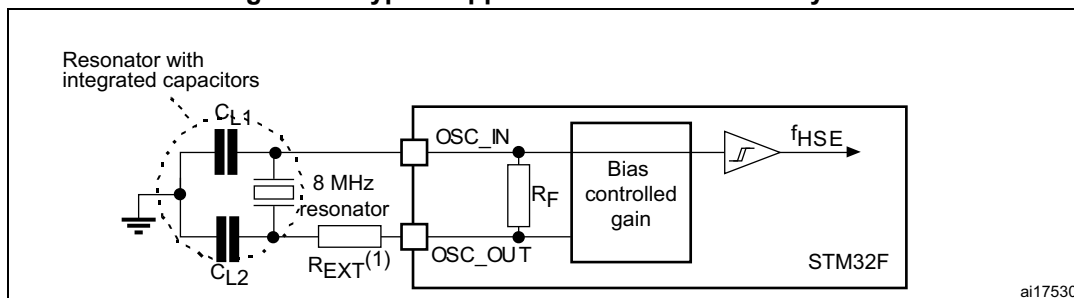 Resonator with
integrated capacitors
CL1
OSC_IN
fHSE
8 MHz
resonator
RF
Bias
controlled
gain
REXT(1)
OSC_OUT
STM32F
CL2
ai17530